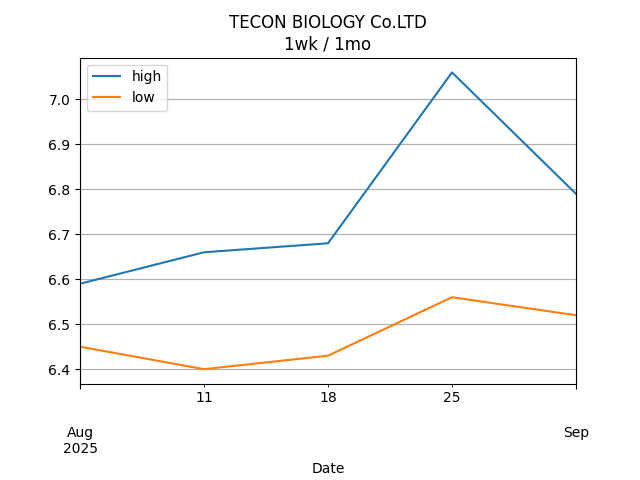 TECON BIOLOGY Co.LTD
1wk / 1mo
high
low
7.0
6.9
6.8
6.7
6.6
6.5
6.4
11
18
25
Aug
2025
Sep
Date